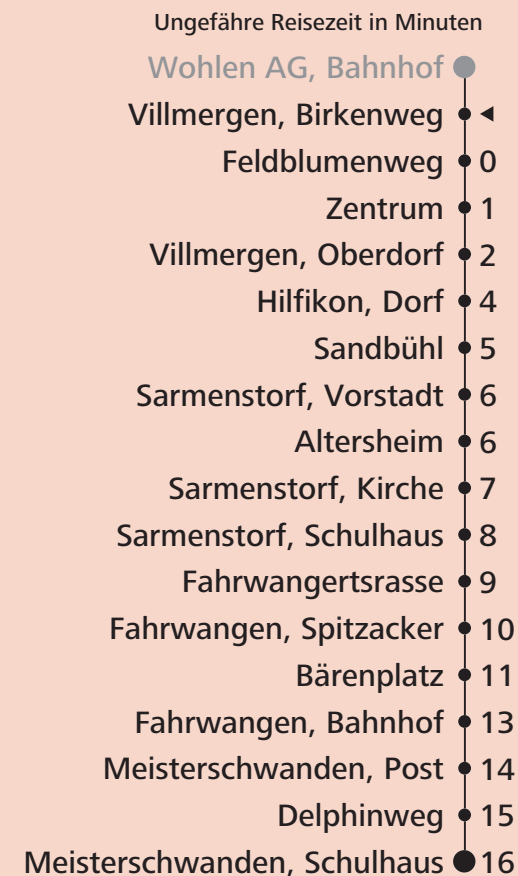 Ungefähre Reisezeit in Minuten
Wohlen AG, Bahnhof
Villmergen, Birkenweg
Feldblumenweg 0
Zentrum 1
Villmergen, Oberdorf 2
Hilfikon, Dorf 4
Sandbühl 5
Sarmenstorf, Vorstadt 6
Altersheim 6
Sarmenstorf, Kirche 7
Sarmenstorf, Schulhaus 8
Fahrwangertsrasse 9
Fahrwangen, Spitzacker 10
Bärenplatz 11
Fahrwangen, Bahnhof 13
Meisterschwanden, Post 14
Delphinweg 15
Meisterschwanden, Schulhaus 16